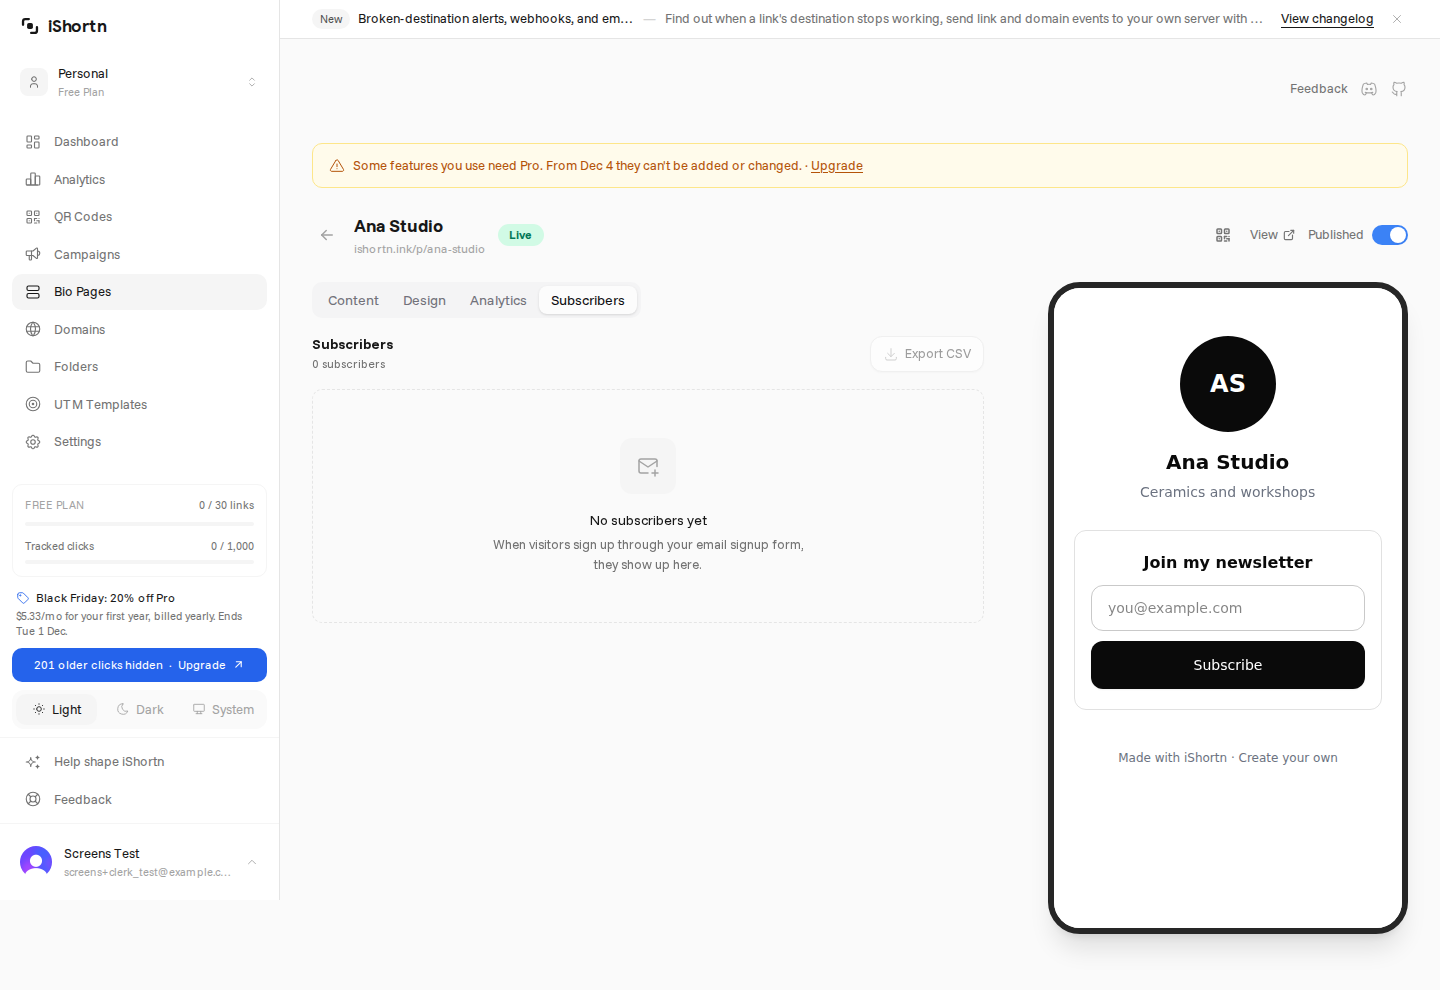 iShortn
New Broken-destination alerts, webhooks, and em... — Find out when a link's destination stops working, send link and domain events to your own server with ... View changelog
Personal
Free Plan
Feedback
Dashboard
Analytics
QR Codes
Campaigns
Bio Pages
Domains
Folders
UTM Templates
Settings
FREE PLAN 0 / 30 links
Tracked clicks 0 / 1,000
Black Friday: 20% off Pro
$5.33/mo for your first year, billed yearly. Ends
Tue 1 Dec.
201 older clicks hidden · Upgrade
Light Dark System
Help shape iShortn
Feedback
Screens Test
screens+clerk_test@example.c...
Some features you use need Pro. From Dec 4 they can't be added or changed. · Upgrade
Ana Studio
ishortn.ink/p/ana-studio
Live
View
Published
Content Design Analytics Subscribers
Subscribers
0 subscribers
Export CSV
No subscribers yet
When visitors sign up through your email signup form,
they show up here.
AS
Ana Studio
Ceramics and workshops
Join my newsletter
you@example.com
Subscribe
Made with iShortn · Create your own